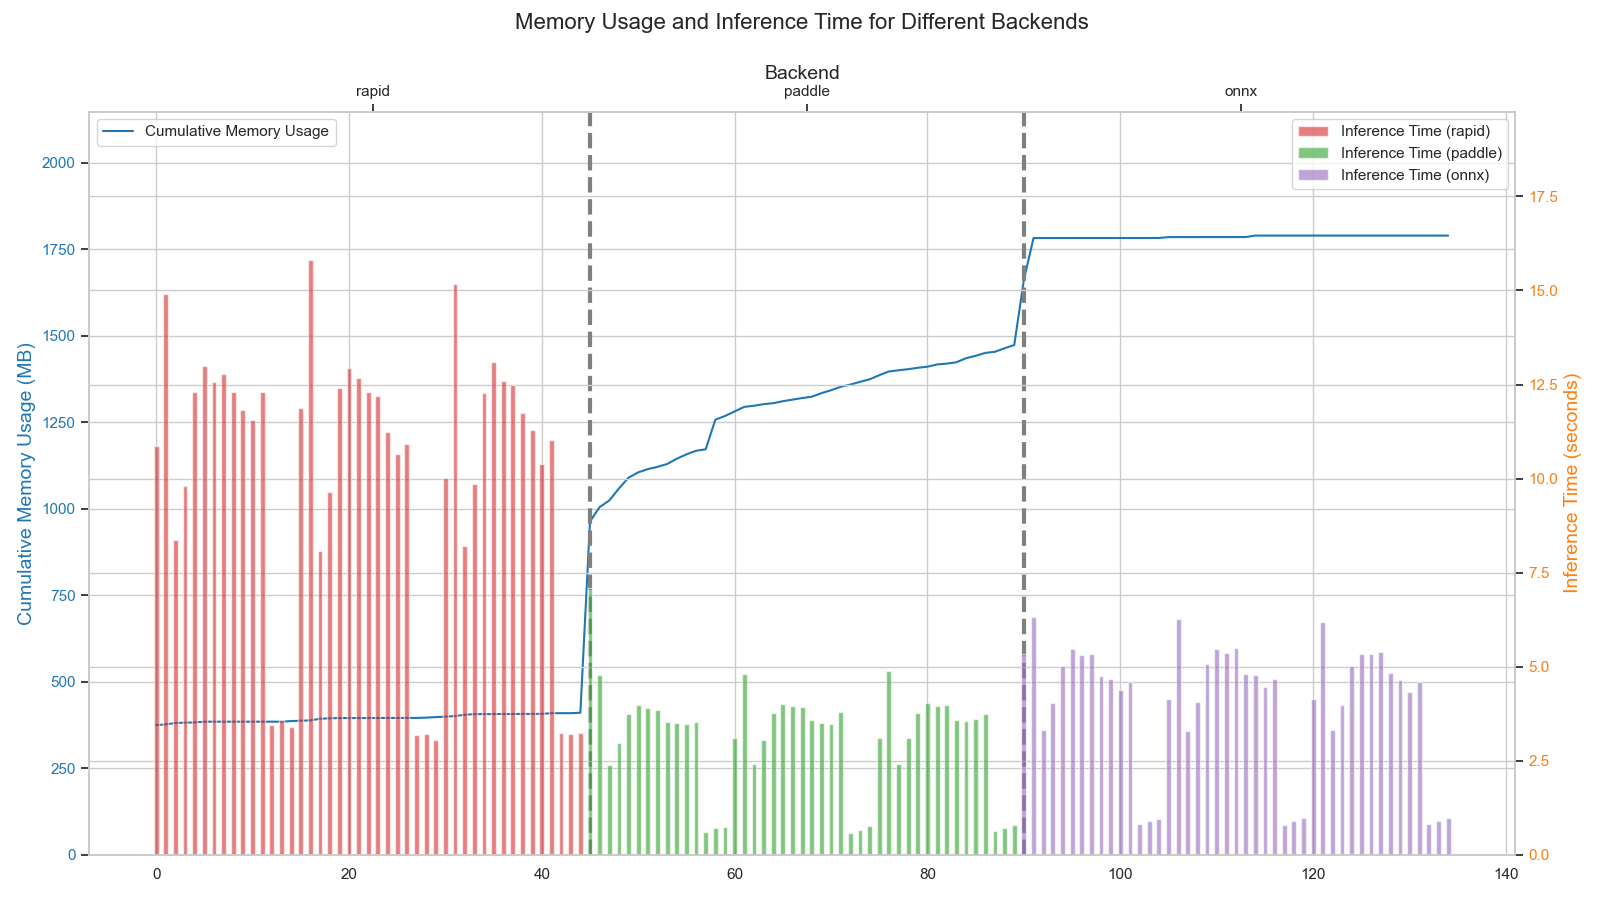 Memory Usage and Inference Time for Different Backends
Backend
rapid
paddle
onnx
Cumulative Memory Usage
Inference Time (rapid)
Inference Time (paddle)
Inference Time (onnx)
Cumulative Memory Usage (MB)
2000
1750
1500
1250
1000
750
500
250
0
17.5
15.0
12.5
10.0
7.5
5.0
2.5
0.0
Inference Time (seconds)
0
20
40
60
80
100
120
140